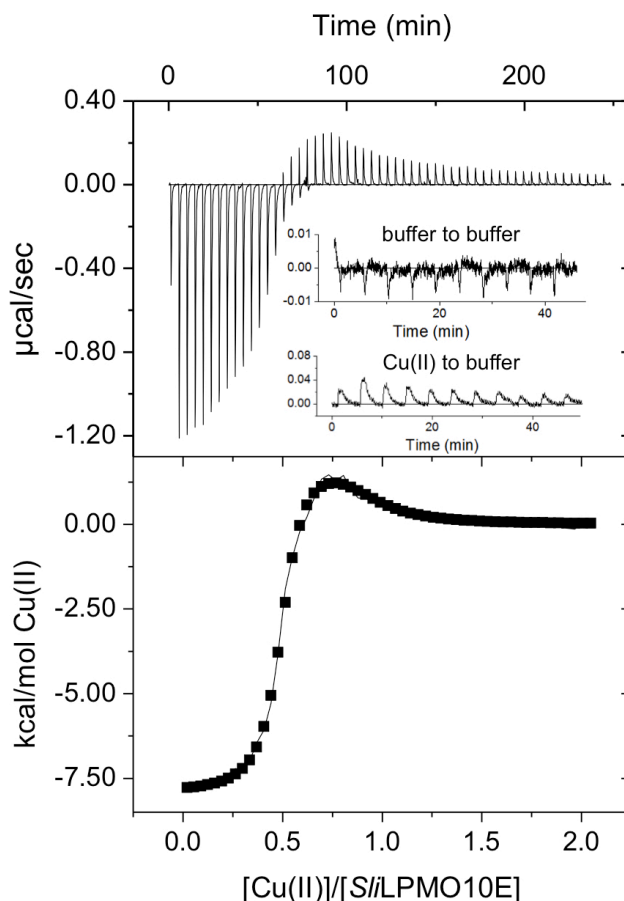 Time (min)
0 100 200
0.40
0.00
-0.40
-0.80
-1.20
µcal/sec
buffer to buffer
0.01
0.00
-0.01
0 20 40
Time (min)
Cu(II) to buffer
0.08
0.04
0.00
0 20 40
Time (min)
0.00
-2.50
-5.00
-7.50
kcal/mol Cu(II)
0.0 0.5 1.0 1.5 2.0
[Cu(II)]/[SliLPMO10E]